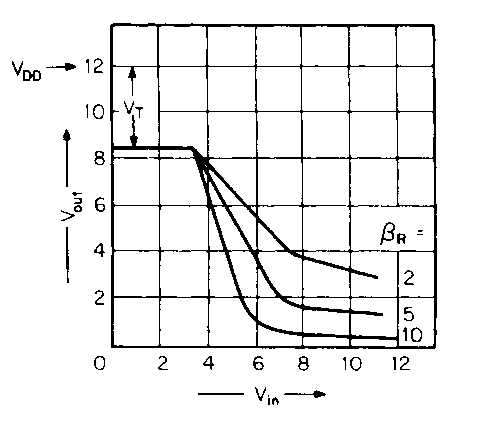 V_DD → 12
V_T
10
8
6
V_out →
4
2
β_R =
2
5
10
0 2 4 6 8 10 12
V_in →